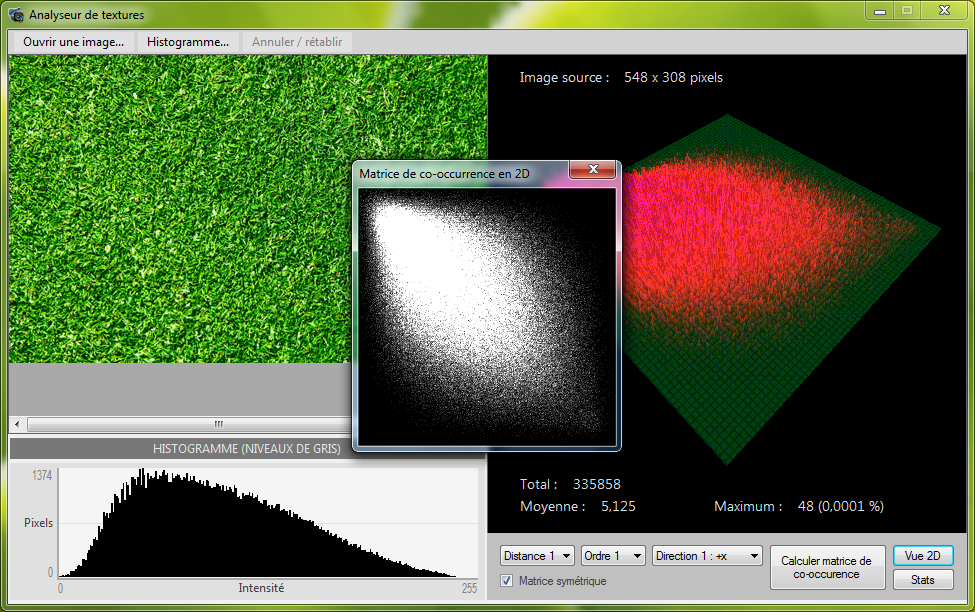 Analyseur de textures
Ouvrir une image... Histogramme... Annuler / rétablir
Image source : 548 x 308 pixels
Matrice de co-occurrence en 2D
HISTOGRAMME (NIVEAUX DE GRIS)
1374
Pixels
0
0 Intensité 255
Total : 335858
Moyenne : 5,125 Maximum : 48 (0,0001 %)
Distance 1 Ordre 1 Direction 1 : +x
Matrice symétrique
Calculer matrice de
co-occurence
Vue 2D
Stats